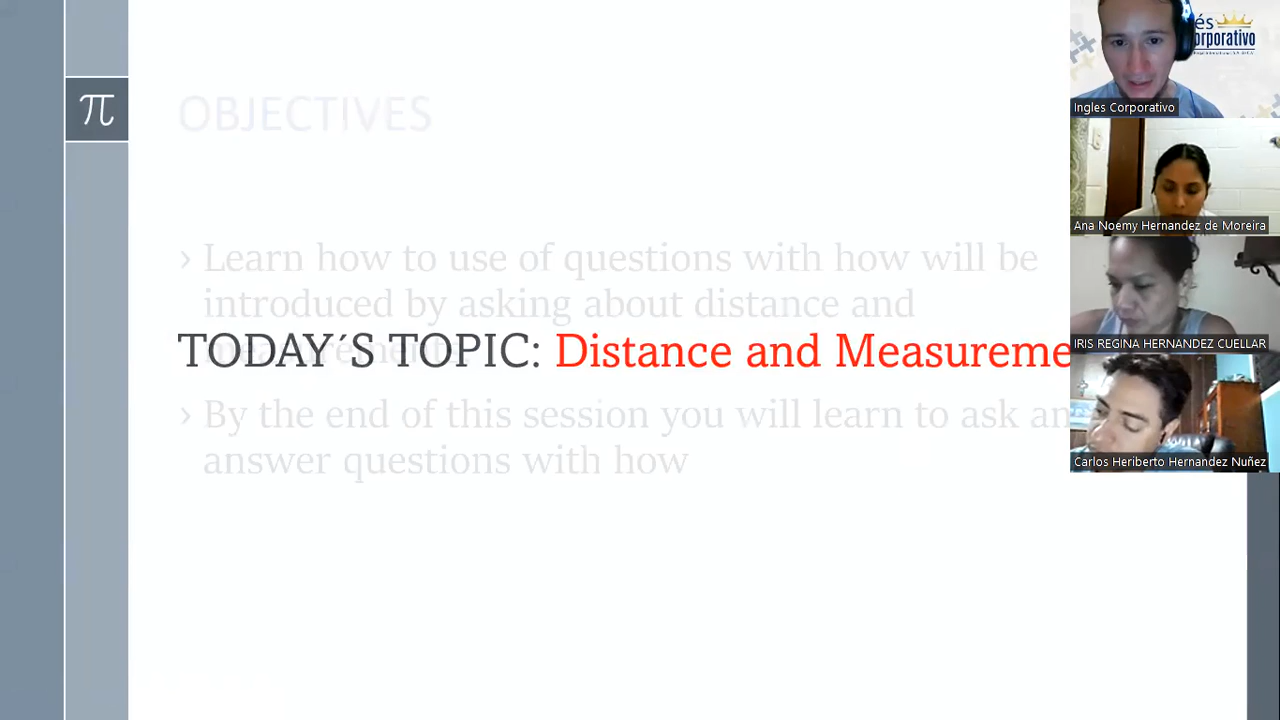 π
OBJECTIVES
› Learn how to use of questions with how will be
introduced by asking about distance and
TODAY´S TOPIC: Distance and Measureme
› By the end of this session you will learn to ask an
answer questions with how
és
orporativo
Ingles Corporativo
Ana Noemy Hernandez de Moreira
IRIS REGINA HERNANDEZ CUELLAR
Carlos Heriberto Hernandez Nuñez